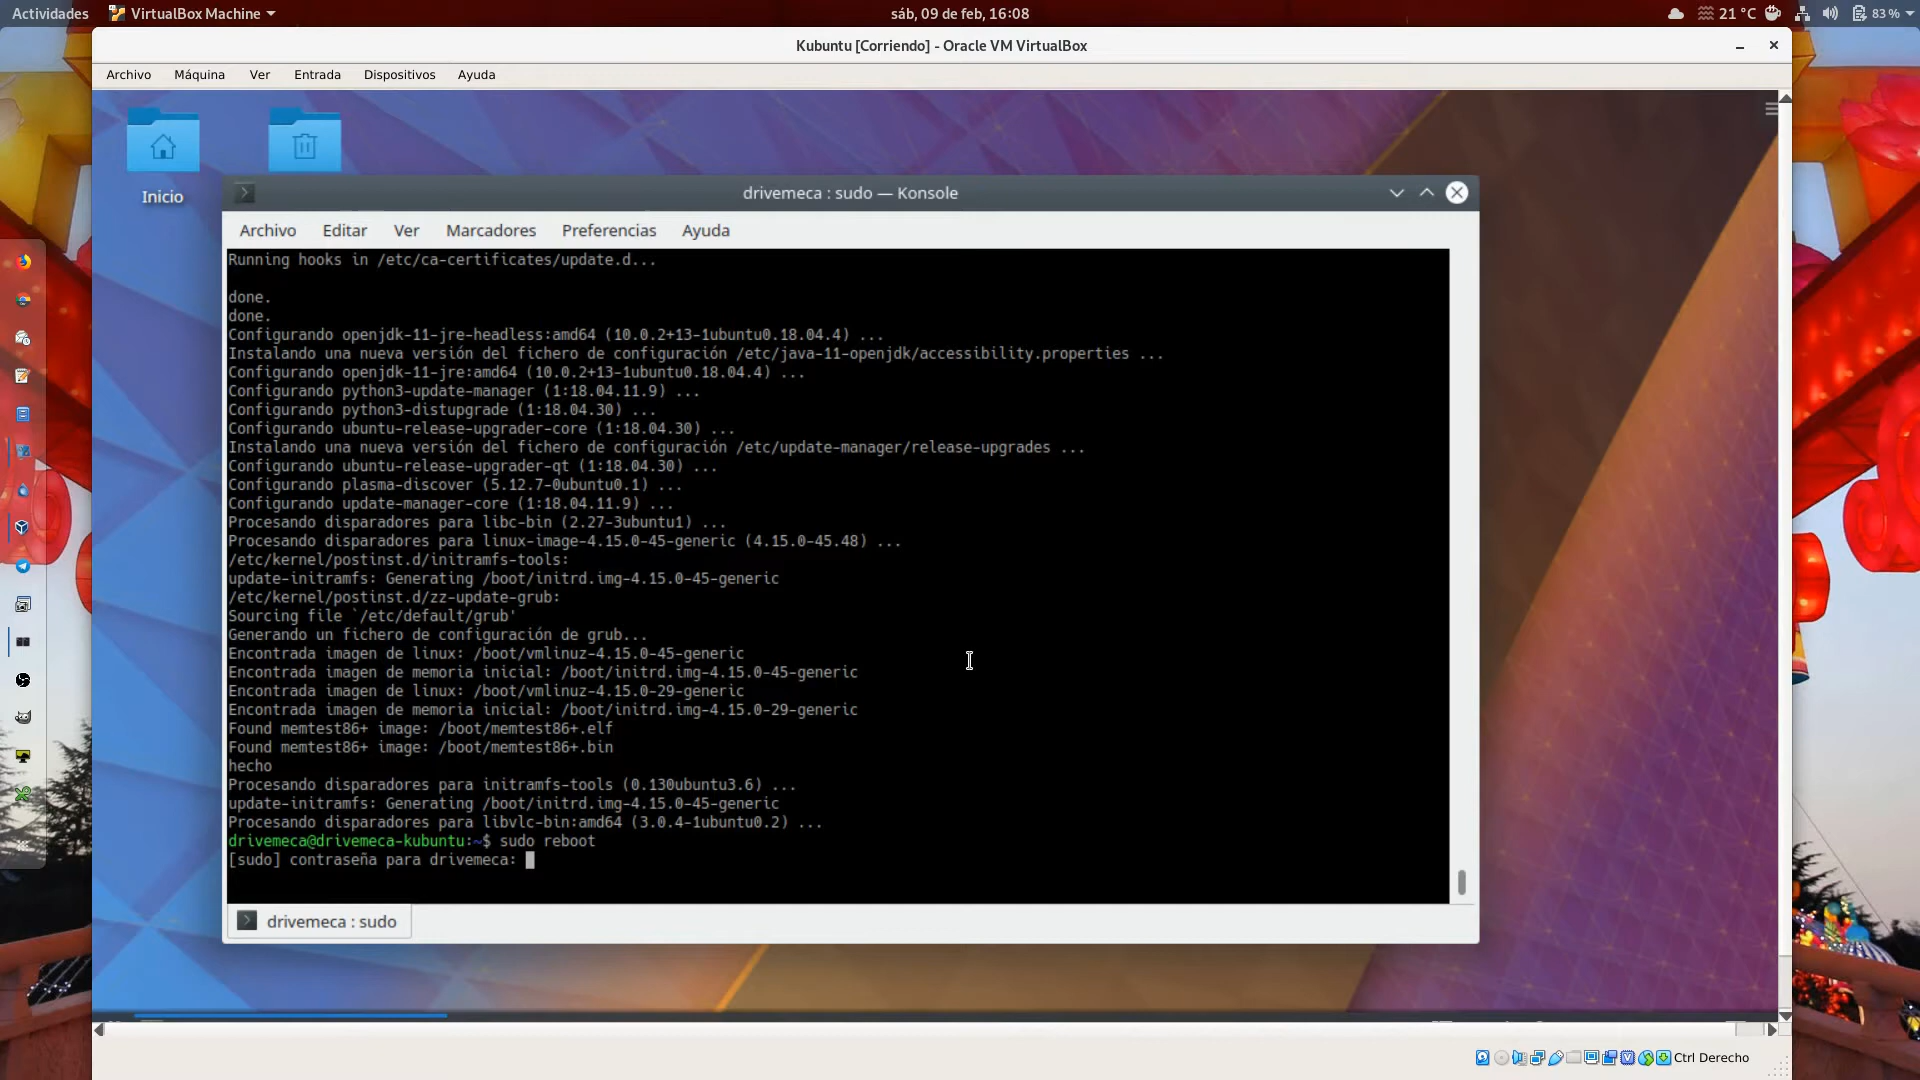 Actividades
VirtualBox Machine
sáb, 09 de feb, 16:08
21 °C
83 %
Kubuntu [Corriendo] - Oracle VM VirtualBox
Archivo Máquina Ver Entrada Dispositivos Ayuda
Inicio
drivemeca : sudo — Konsole
Archivo Editar Ver Marcadores Preferencias Ayuda
Running hooks in /etc/ca-certificates/update.d...
done.
done.
Configurando openjdk-11-jre-headless:amd64 (10.0.2+13-1ubuntu0.18.04.4) ...
Instalando una nueva versión del fichero de configuración /etc/java-11-openjdk/accessibility.properties ...
Configurando openjdk-11-jre:amd64 (10.0.2+13-1ubuntu0.18.04.4) ...
Configurando python3-update-manager (1:18.04.11.9) ...
Configurando python3-distupgrade (1:18.04.30) ...
Configurando ubuntu-release-upgrader-core (1:18.04.30) ...
Instalando una nueva versión del fichero de configuración /etc/update-manager/release-upgrades ...
Configurando ubuntu-release-upgrader-qt (1:18.04.30) ...
Configurando plasma-discover (5.12.7-0ubuntu0.1) ...
Configurando update-manager-core (1:18.04.11.9) ...
Procesando disparadores para libc-bin (2.27-3ubuntu1) ...
Procesando disparadores para linux-image-4.15.0-45-generic (4.15.0-45.48) ...
/etc/kernel/postinst.d/initramfs-tools:
update-initramfs: Generating /boot/initrd.img-4.15.0-45-generic
/etc/kernel/postinst.d/zz-update-grub:
Sourcing file `/etc/default/grub'
Generando un fichero de configuración de grub...
Encontrada imagen de linux: /boot/vmlinuz-4.15.0-45-generic
Encontrada imagen de memoria inicial: /boot/initrd.img-4.15.0-45-generic
Encontrada imagen de linux: /boot/vmlinuz-4.15.0-29-generic
Encontrada imagen de memoria inicial: /boot/initrd.img-4.15.0-29-generic
Found memtest86+ image: /boot/memtest86+.elf
Found memtest86+ image: /boot/memtest86+.bin
hecho
Procesando disparadores para initramfs-tools (0.130ubuntu3.6) ...
update-initramfs: Generating /boot/initrd.img-4.15.0-45-generic
Procesando disparadores para libvlc-bin:amd64 (3.0.4-1ubuntu0.2) ...
drivemeca@drivemeca-kubuntu:~$ sudo reboot
[sudo] contraseña para drivemeca:
drivemeca : sudo
Ctrl Derecho